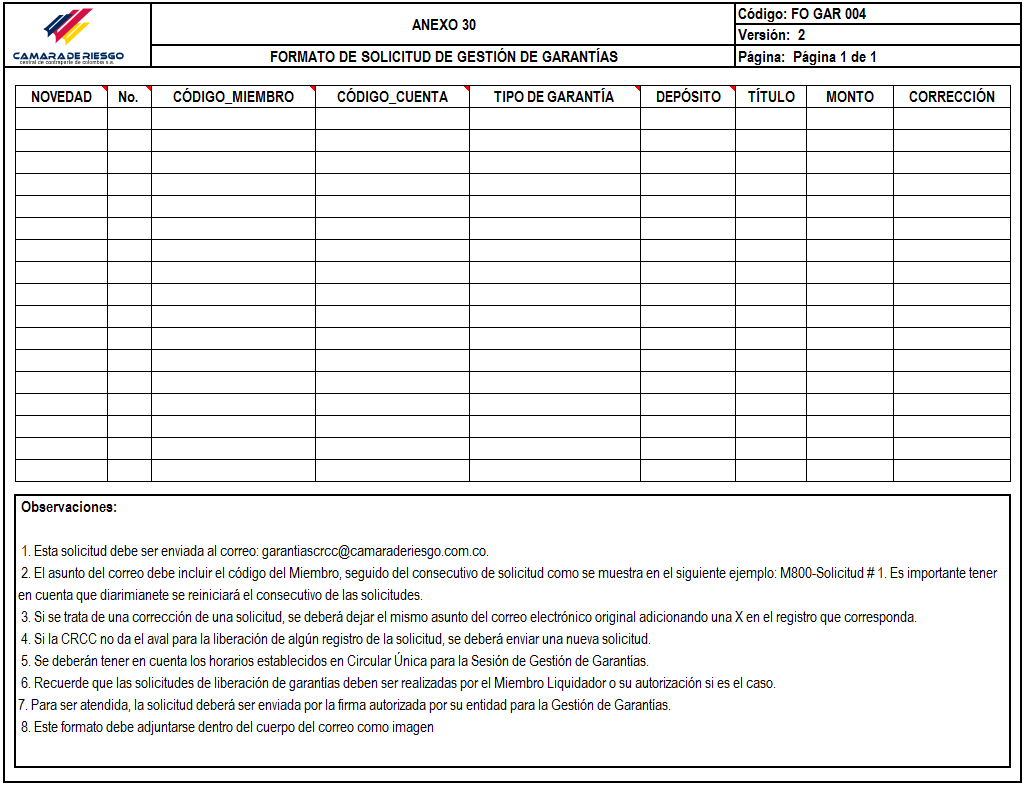 CAMARA DE RIESGO
central de contraparte de colombia s.a.
ANEXO 30
FORMATO DE SOLICITUD DE GESTIÓN DE GARANTÍAS
Código: FO GAR 004
Versión: 2
Página: Página 1 de 1
NOVEDAD No. CÓDIGO_MIEMBRO CÓDIGO_CUENTA TIPO DE GARANTÍA DEPÓSITO TÍTULO MONTO CORRECCIÓN
Observaciones:
1. Esta solicitud debe ser enviada al correo: garantiascrcc@camaraderiesgo.com.co.
2. El asunto del correo debe incluir el código del Miembro, seguido del consecutivo de solicitud como se muestra en el siguiente ejemplo: M800-Solicitud # 1. Es importante tener
en cuenta que diarimianete se reiniciará el consecutivo de las solicitudes.
3. Si se trata de una corrección de una solicitud, se deberá dejar el mismo asunto del correo electrónico original adicionando una X en el registro que corresponda.
4. Si la CRCC no da el aval para la liberación de algún registro de la solicitud, se deberá enviar una nueva solicitud.
5. Se deberán tener en cuenta los horarios establecidos en Circular Única para la Sesión de Gestión de Garantías.
6. Recuerde que las solicitudes de liberación de garantías deben ser realizadas por el Miembro Liquidador o su autorización si es el caso.
7. Para ser atendida, la solicitud deberá ser enviada por la firma autorizada por su entidad para la Gestión de Garantías.
8. Este formato debe adjuntarse dentro del cuerpo del correo como imagen